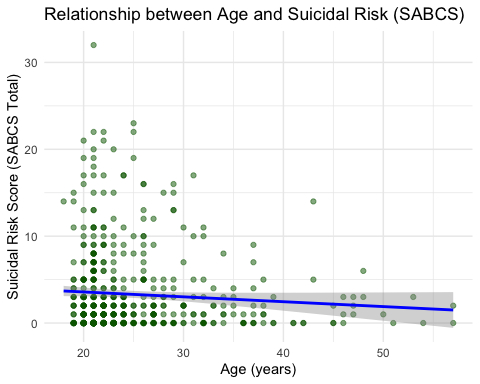 Relationship between Age and Suicidal Risk (SABCS)
Suicidal Risk Score (SABCS Total)
30
20
10
0
20
30
40
50
Age (years)